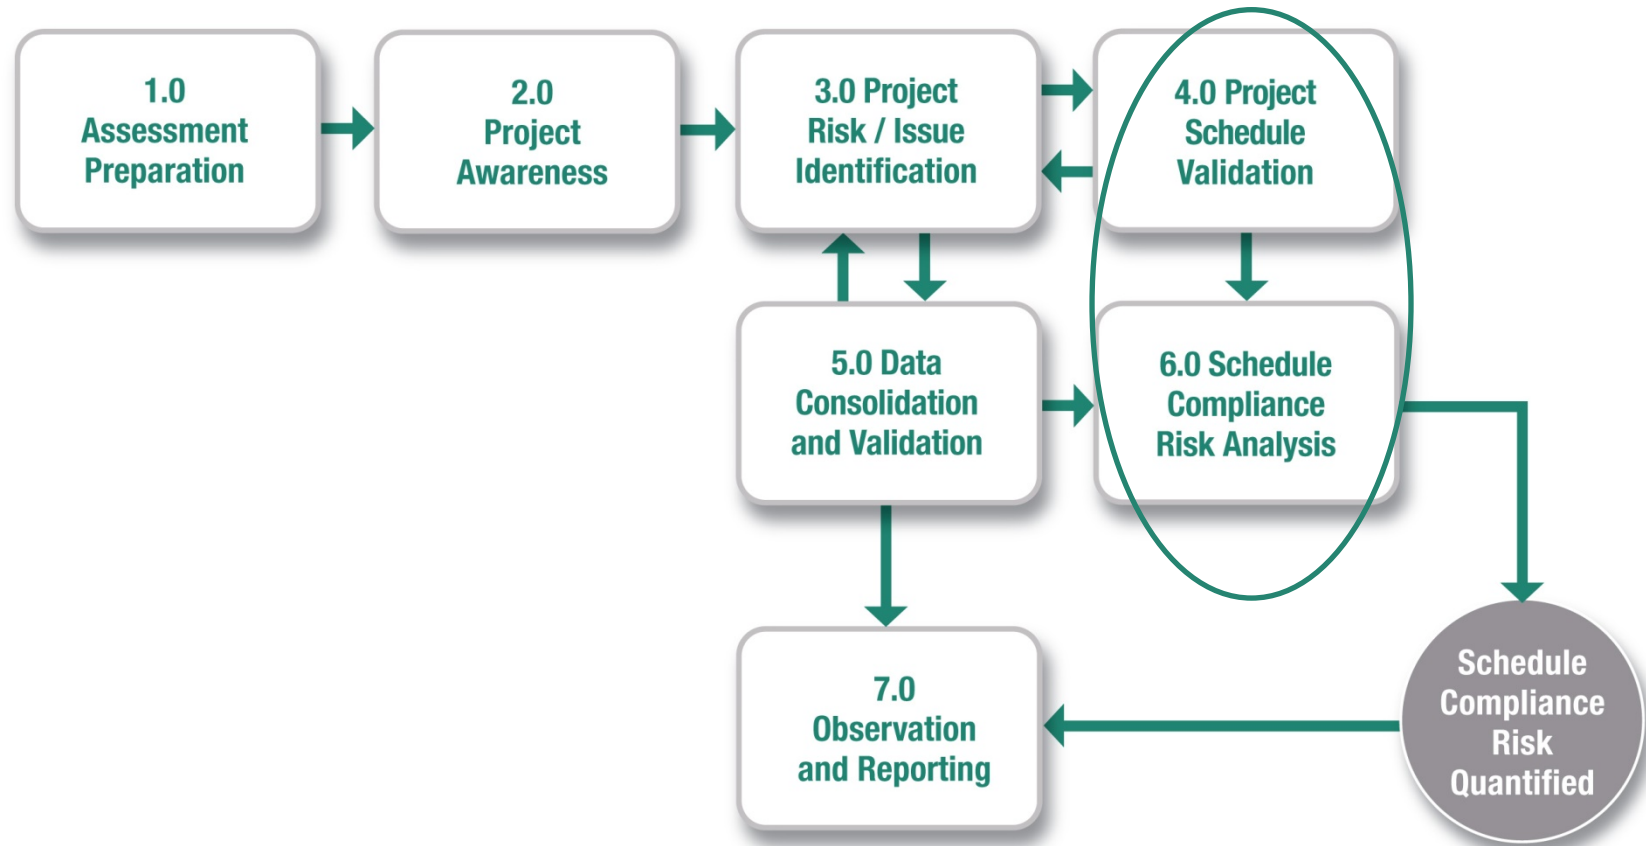 1.0
Assessment
Preparation
2.0
Project
Awareness
3.0 Project
Risk / Issue
Identification
4.0 Project
Schedule
Validation
5.0 Data
Consolidation
and Validation
6.0 Schedule
Compliance
Risk Analysis
7.0
Observation
and Reporting
Schedule
Compliance
Risk
Quantified